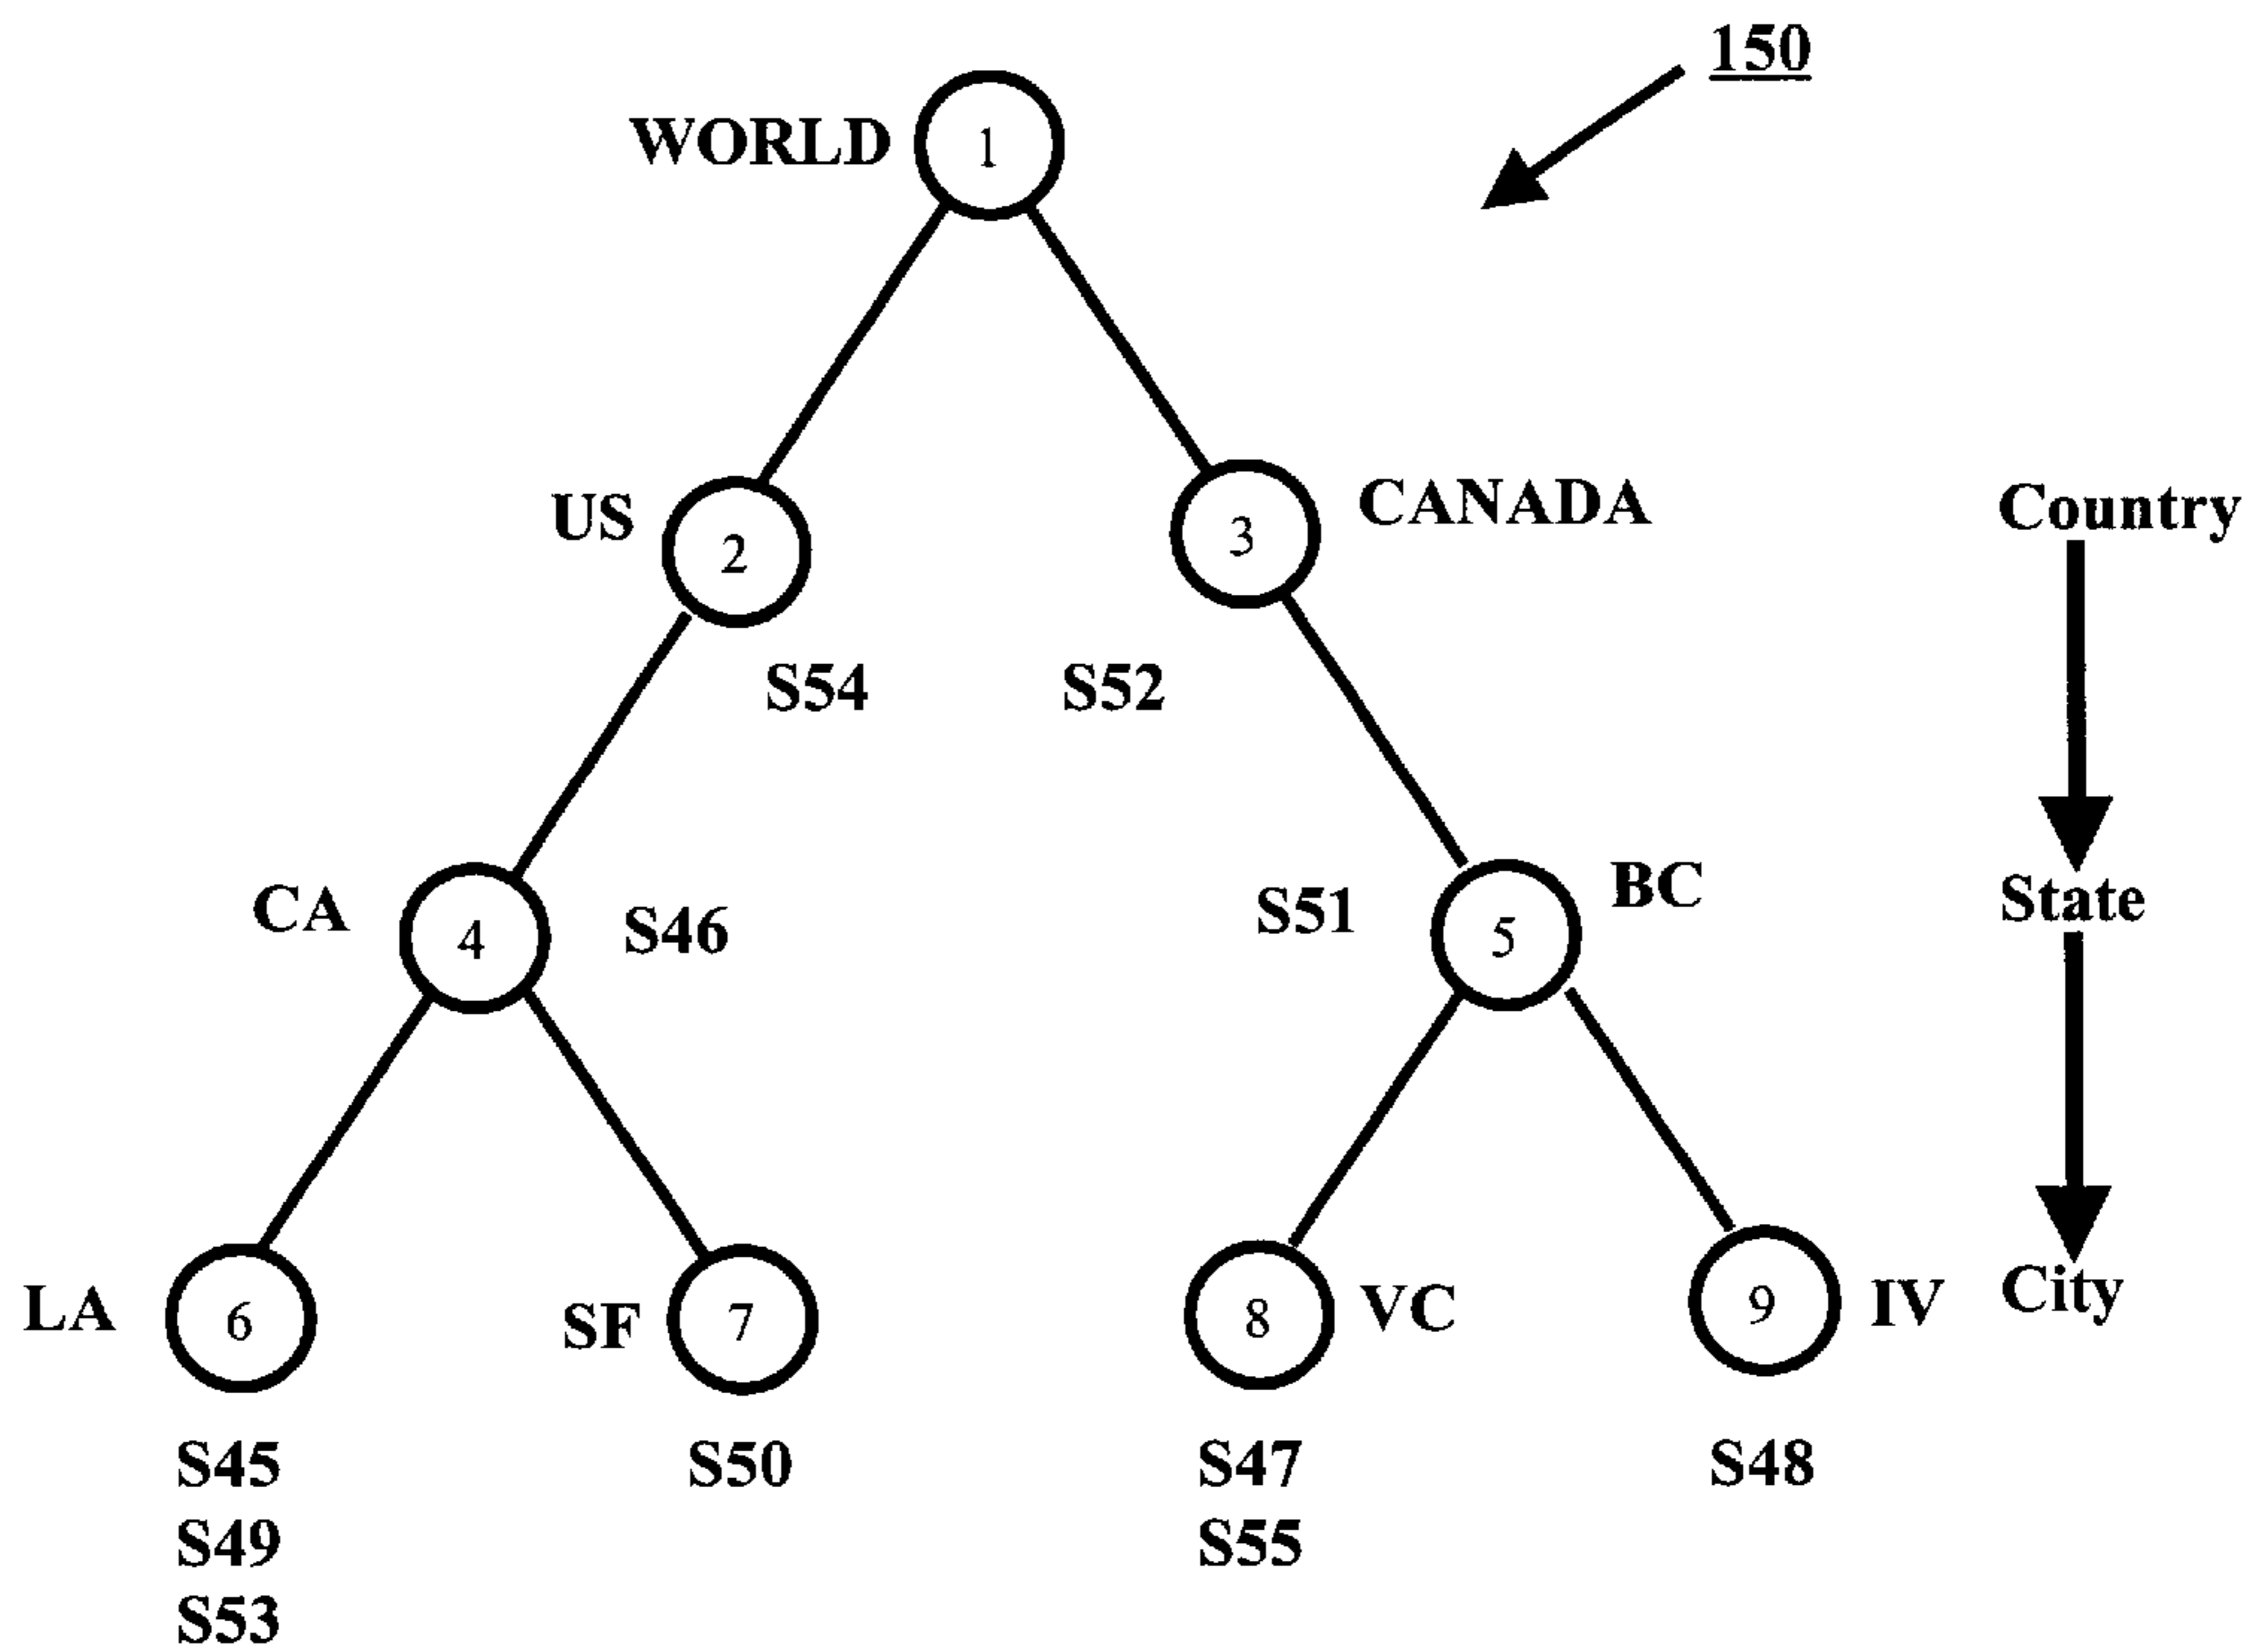 150
WORLD
1
US
2
3
CANADA
Country
S54
S52
CA
4
S46
S51
5
BC
State
LA
6
SF
7
8
VC
9
IV
City
S45
S50
S47
S48
S49
S55
S53